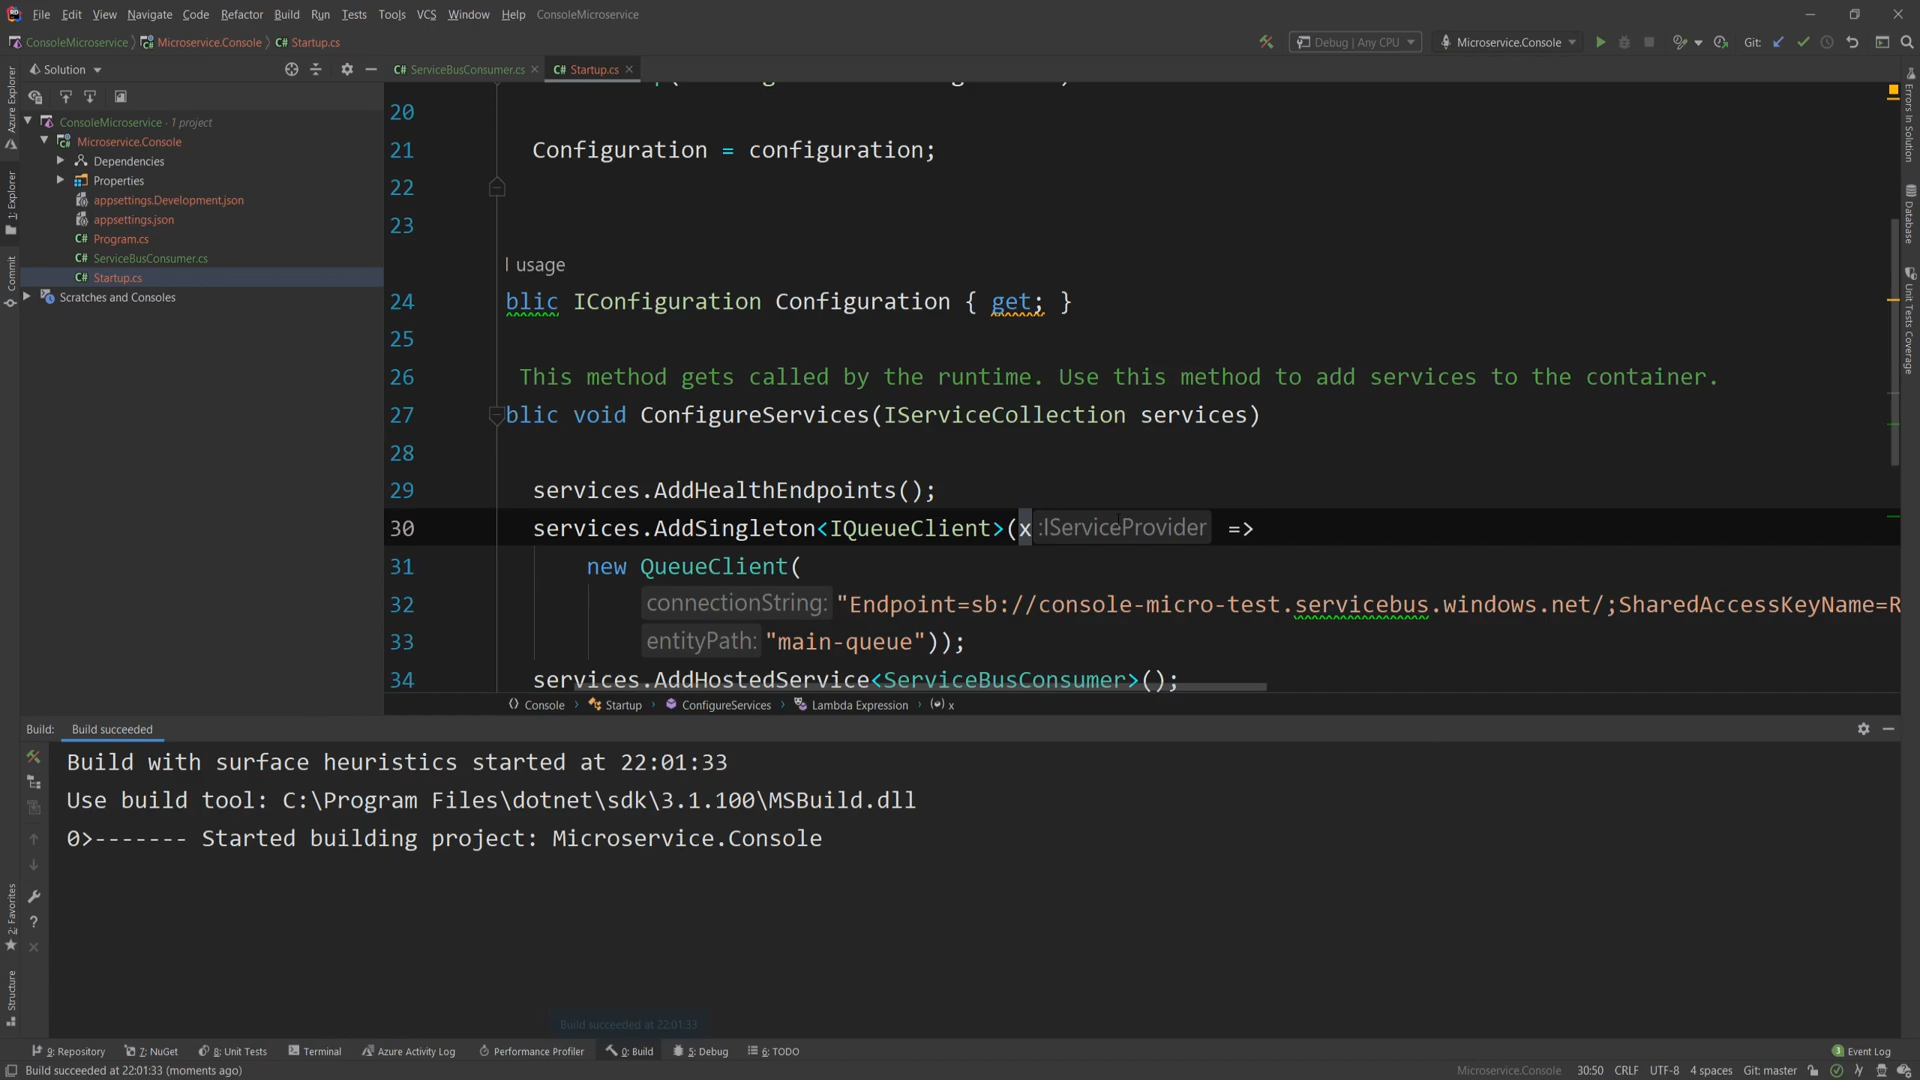 File Edit View Navigate Code Refactor Build Run Tests Tools VCS Window Help ConsoleMicroservice
ConsoleMicroservice Microservice.Console C# Startup.cs Debug | Any CPU Microservice.Console Git:
Solution C# ServiceBusConsumer.cs C# Startup.cs
ConsoleMicroservice · 1 project
Microservice.Console
Dependencies
Properties
appsettings.Development.json
appsettings.json
C# Program.cs
C# ServiceBusConsumer.cs
C# Startup.cs
Scratches and Consoles
Azure Explorer
1: Explorer
Commit
2: Favorites
Structure
20
21 Configuration = configuration;
22
23
usage
24 blic IConfiguration Configuration { get; }
25
26 This method gets called by the runtime. Use this method to add services to the container.
27 blic void ConfigureServices(IServiceCollection services)
28
29 services.AddHealthEndpoints();
30 services.AddSingleton<IQueueClient>(x :IServiceProvider =>
31 new QueueClient(
32 connectionString: "Endpoint=sb://console-micro-test.servicebus.windows.net/;SharedAccessKeyName=R
33 entityPath: "main-queue"));
34 services.AddHostedService<ServiceBusConsumer>();
Console Startup ConfigureServices Lambda Expression x
Errors In Solution
Database
Unit Tests Coverage
Build: Build succeeded
Build with surface heuristics started at 22:01:33
Use build tool: C:\Program Files\dotnet\sdk\3.1.100\MSBuild.dll
0>------- Started building project: Microservice.Console
Build succeeded at 22:01:33
9: Repository 7: NuGet 8: Unit Tests Terminal Azure Activity Log Performance Profiler 0: Build 5: Debug 6: TODO 3 Event Log
Build succeeded at 22:01:33 (moments ago) Microservice.Console 30:50 CRLF UTF-8 4 spaces Git: master